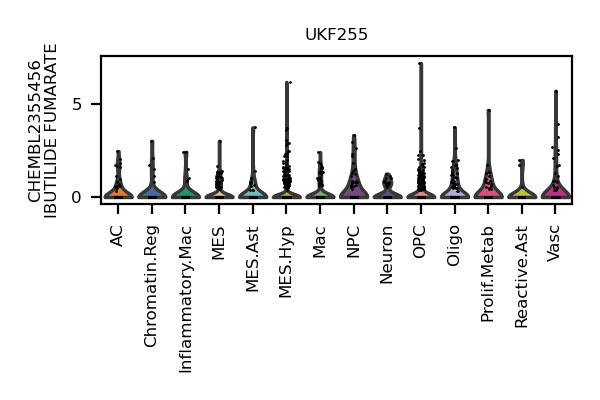 UKF255
CHEMBL2355456
IBUTILIDE FUMARATE
5
0
AC
Chromatin.Reg
Inflammatory.Mac
MES
MES.Ast
MES.Hyp
Mac
NPC
Neuron
OPC
Oligo
Prolif.Metab
Reactive.Ast
Vasc